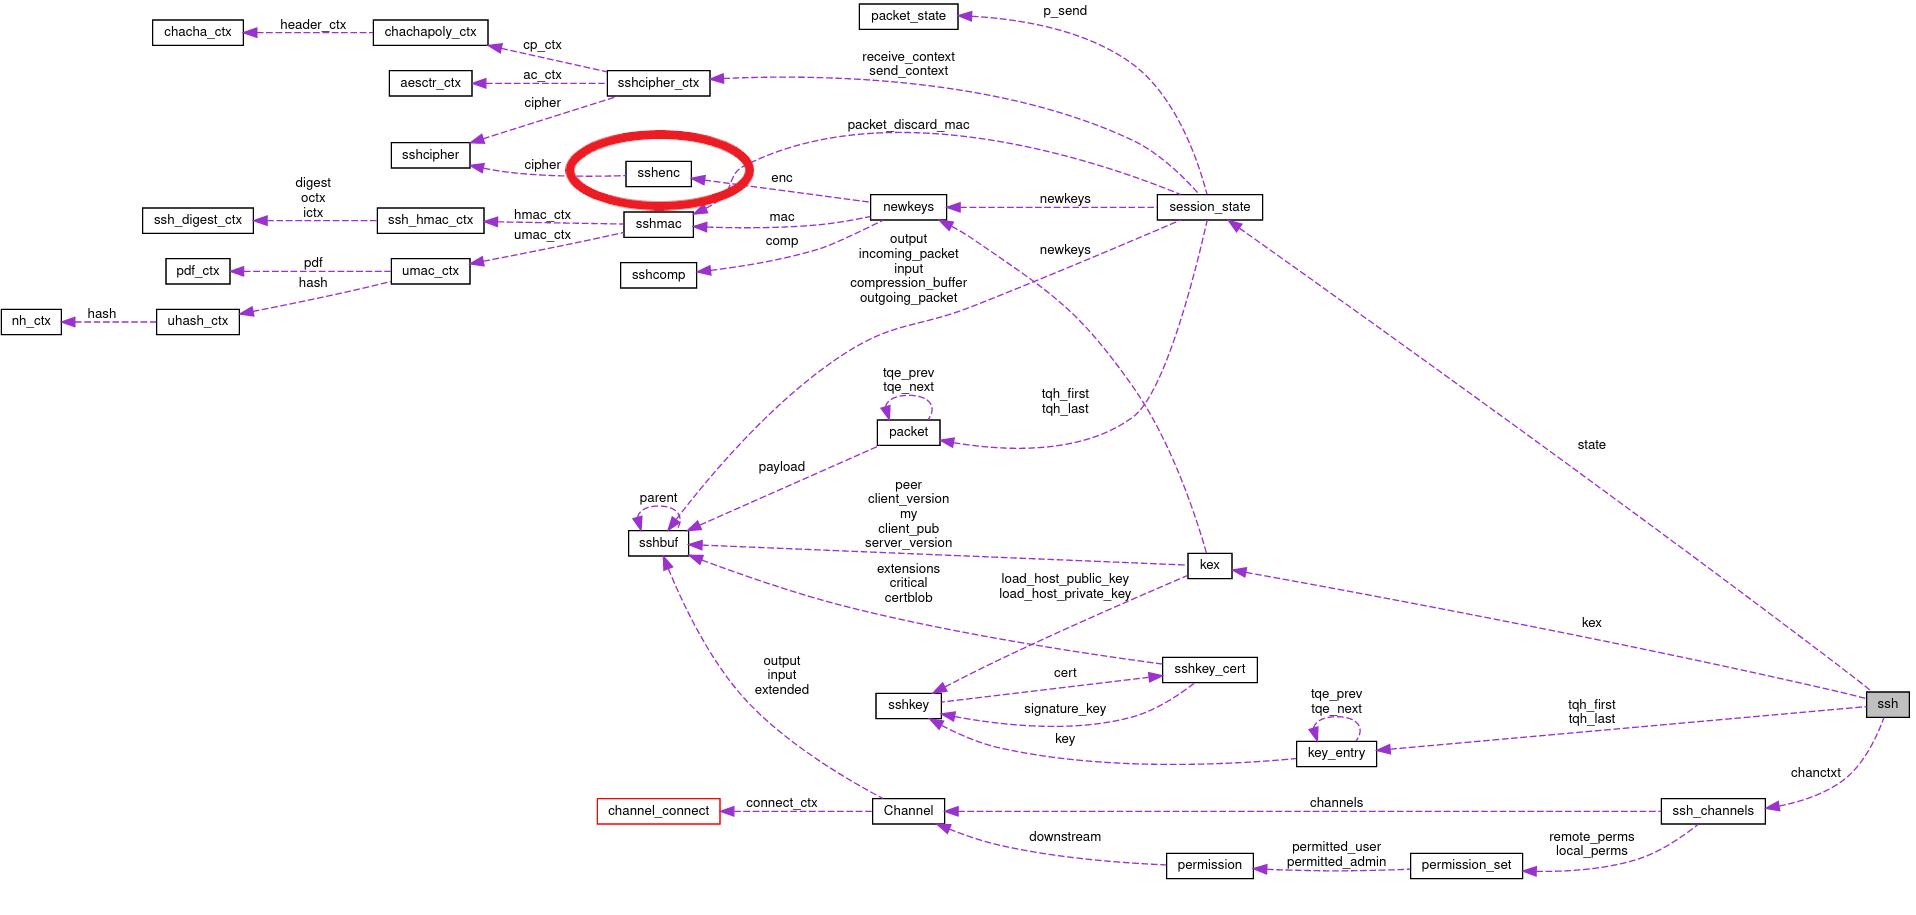 packet_state
p_send
chacha_ctx
header_ctx
chachapoly_ctx
cp_ctx
receive_context
send_context
aesctr_ctx
ac_ctx
sshcipher_ctx
cipher
packet_discard_mac
sshcipher
cipher
sshenc
enc
digest
octx
ictx
ssh_digest_ctx
ssh_hmac_ctx
hmac_ctx
umac_ctx
sshmac
mac
comp
newkeys
newkeys
session_state
newkeys
output
incoming_packet
input
compression_buffer
outgoing_packet
pdf_ctx
pdf
hash
umac_ctx
sshcomp
nh_ctx
hash
uhash_ctx
tqe_prev
tqe_next
packet
tqh_first
tqh_last
state
payload
parent
sshbuf
peer
client_version
my
client_pub
server_version
extensions
critical
certblob
kex
load_host_public_key
load_host_private_key
kex
output
input
extended
cert
sshkey_cert
sshkey
signature_key
key
tqe_prev
tqe_next
key_entry
tqh_first
tqh_last
ssh
chanctxt
channel_connect
connect_ctx
Channel
channels
ssh_channels
downstream
permission
permitted_user
permitted_admin
permission_set
remote_perms
local_perms